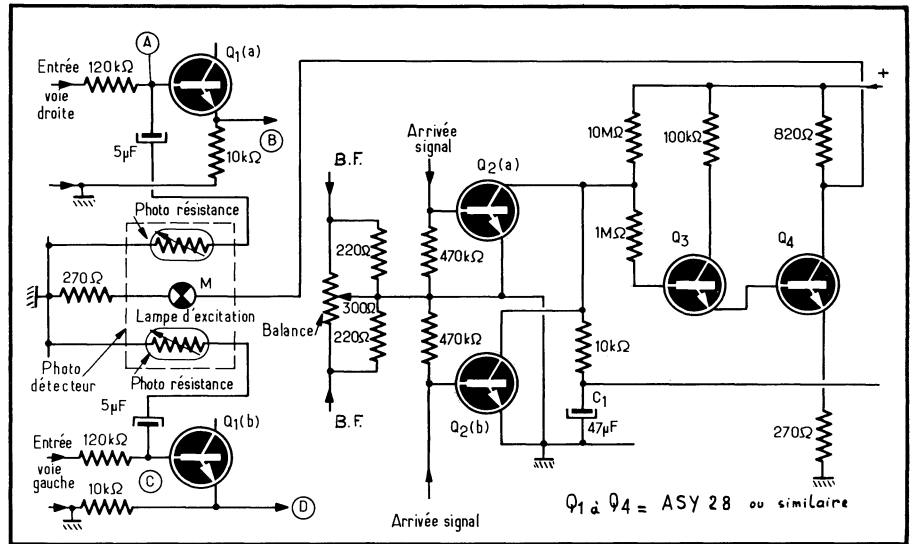 A
Q1(a)
120kΩ
Entrée
voie
droite
B
5µF
10kΩ
Photo résistance
270Ω
M
Lampe d'excitation
Photo
détecteur
Photo résistance
5µF
Q1(b)
120kΩ
Entrée
voie
gauche
C
10kΩ
D
B.F.
220Ω
300Ω
Balance
220Ω
B.F.
Arrivée
signal
Q2(a)
470kΩ
470kΩ
Q2(b)
Arrivée signal
10kΩ
C1
47µF
+
10MΩ
100kΩ
820Ω
1MΩ
Q3
Q4
270Ω
Q1 à Q4 = ASY 28 ou similaire